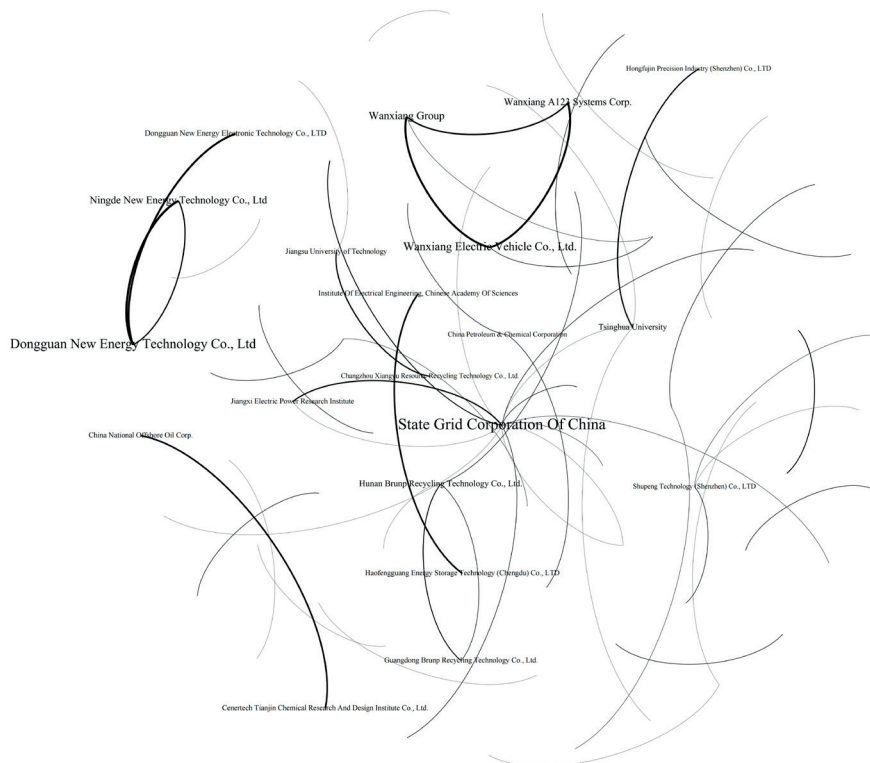 Hongfujin Precision Industry (Shenzhen) Co., LTD
Wanxiang A123 Systems Corp.
Wanxiang Group
Dongguan New Energy Electronic Technology Co., LTD
Ningde New Energy Technology Co., Ltd
Wanxiang Electric Vehicle Co., Ltd.
Jiangsu University of Technology
Institute Of Electrical Engineering, Chinese Academy Of Sciences
Tsinghua University
China Petroleum & Chemical Corporation
Dongguan New Energy Technology Co., Ltd
Changzhou Xiangyu Resource Recycling Technology Co., Ltd.
Jiangxi Electric Power Research Institute
State Grid Corporation Of China
China National Offshore Oil Corp.
Hunan Brunp Recycling Technology Co., Ltd.
Shupeng Technology (Shenzhen) Co., LTD
Haofengguang Energy Storage Technology (Chengdu) Co., LTD
Guangdong Brunp Recycling Technology Co., Ltd.
Cenertech Tianjin Chemical Research And Design Institute Co., Ltd.